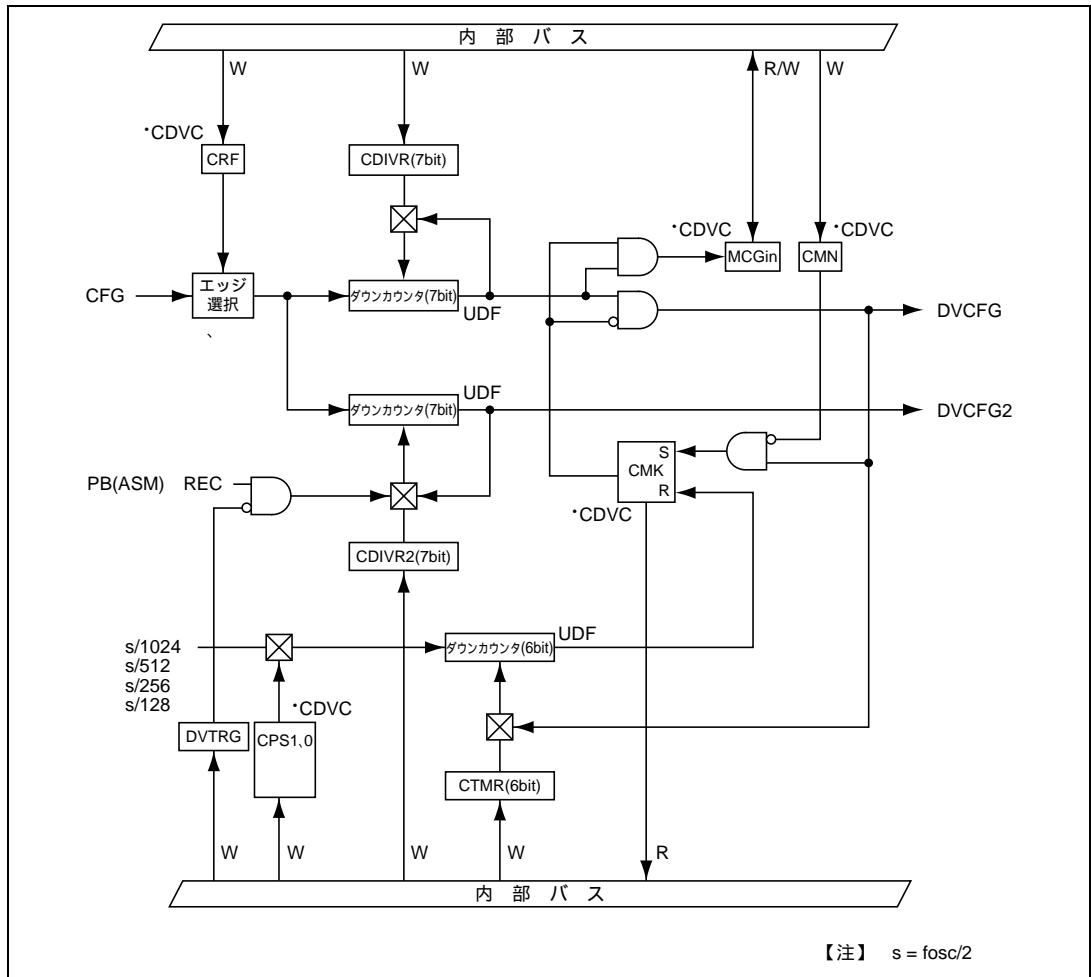 内 部 バ ス
W
W
R/W
W
・CDVC
CRF
CDIVR(7bit)
・CDVC
MCGin
・CDVC
CMN
CFG
エッジ
選択
、
ダウンカウンタ(7bit)
UDF
DVCFG
ダウンカウンタ(7bit)
UDF
DVCFG2
S
CMK
R
・CDVC
PB(ASM) REC
CDIVR2(7bit)
s/1024
s/512
s/256
s/128
ダウンカウンタ(6bit)
UDF
・CDVC
DVTRG
CPS1、0
CTMR(6bit)
W
W
W
W
R
内 部 バ ス
【注】 s = fosc/2